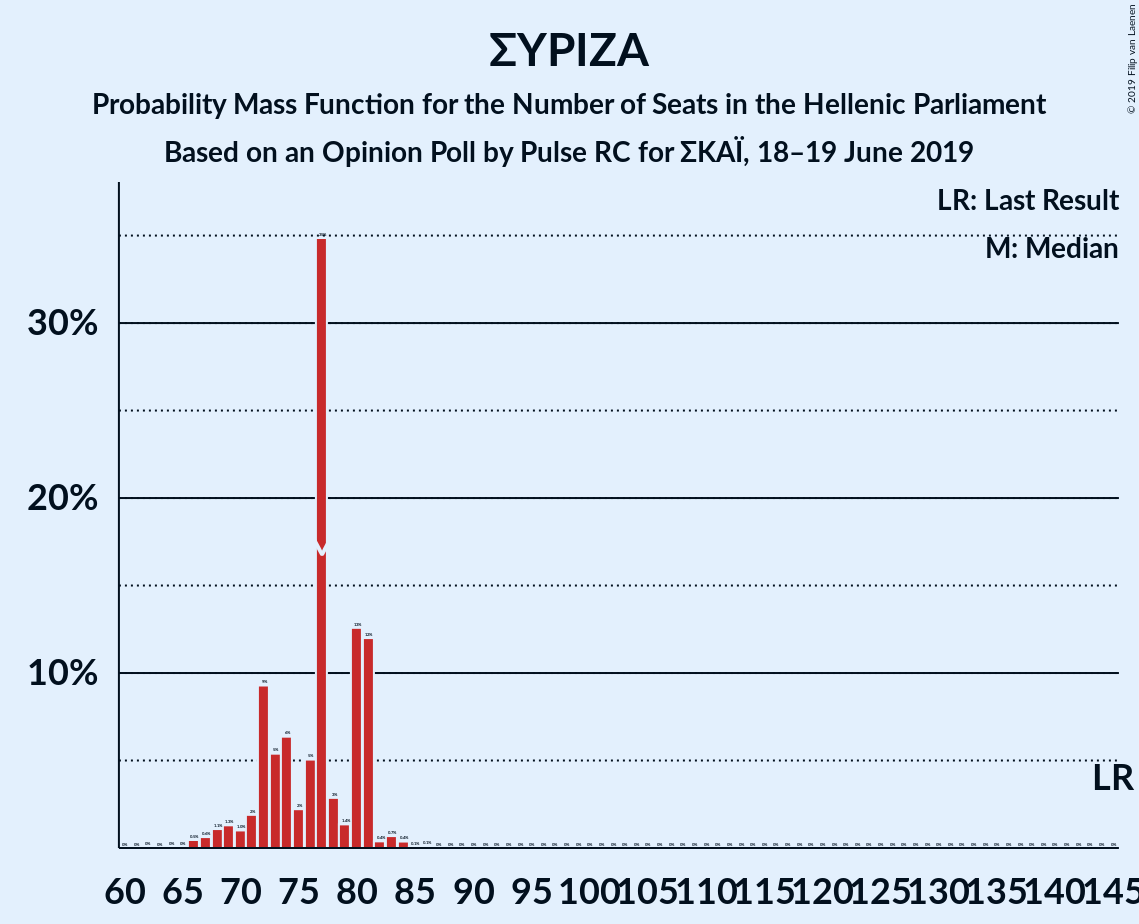 ΣΥΡΙΖΑ
Probability Mass Function for the Number of Seats in the Hellenic Parliament
Based on an Opinion Poll by Pulse RC for ΣΚΑΪ, 18–19 June 2019
© 2019 Filip van Laenen
LR: Last Result
M: Median
30%
20%
10%
LR
60 65 70 75 80 85 90 95 100 105 110 115 120 125 130 135 140 145